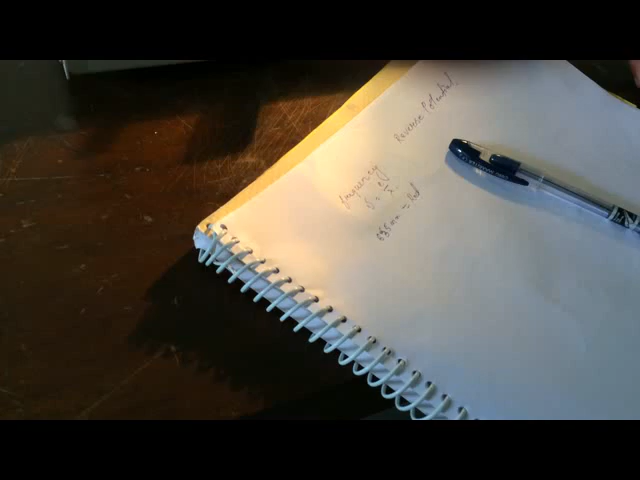 frequency
Reverse Potential.
ν = c/λ.
635nm = Red